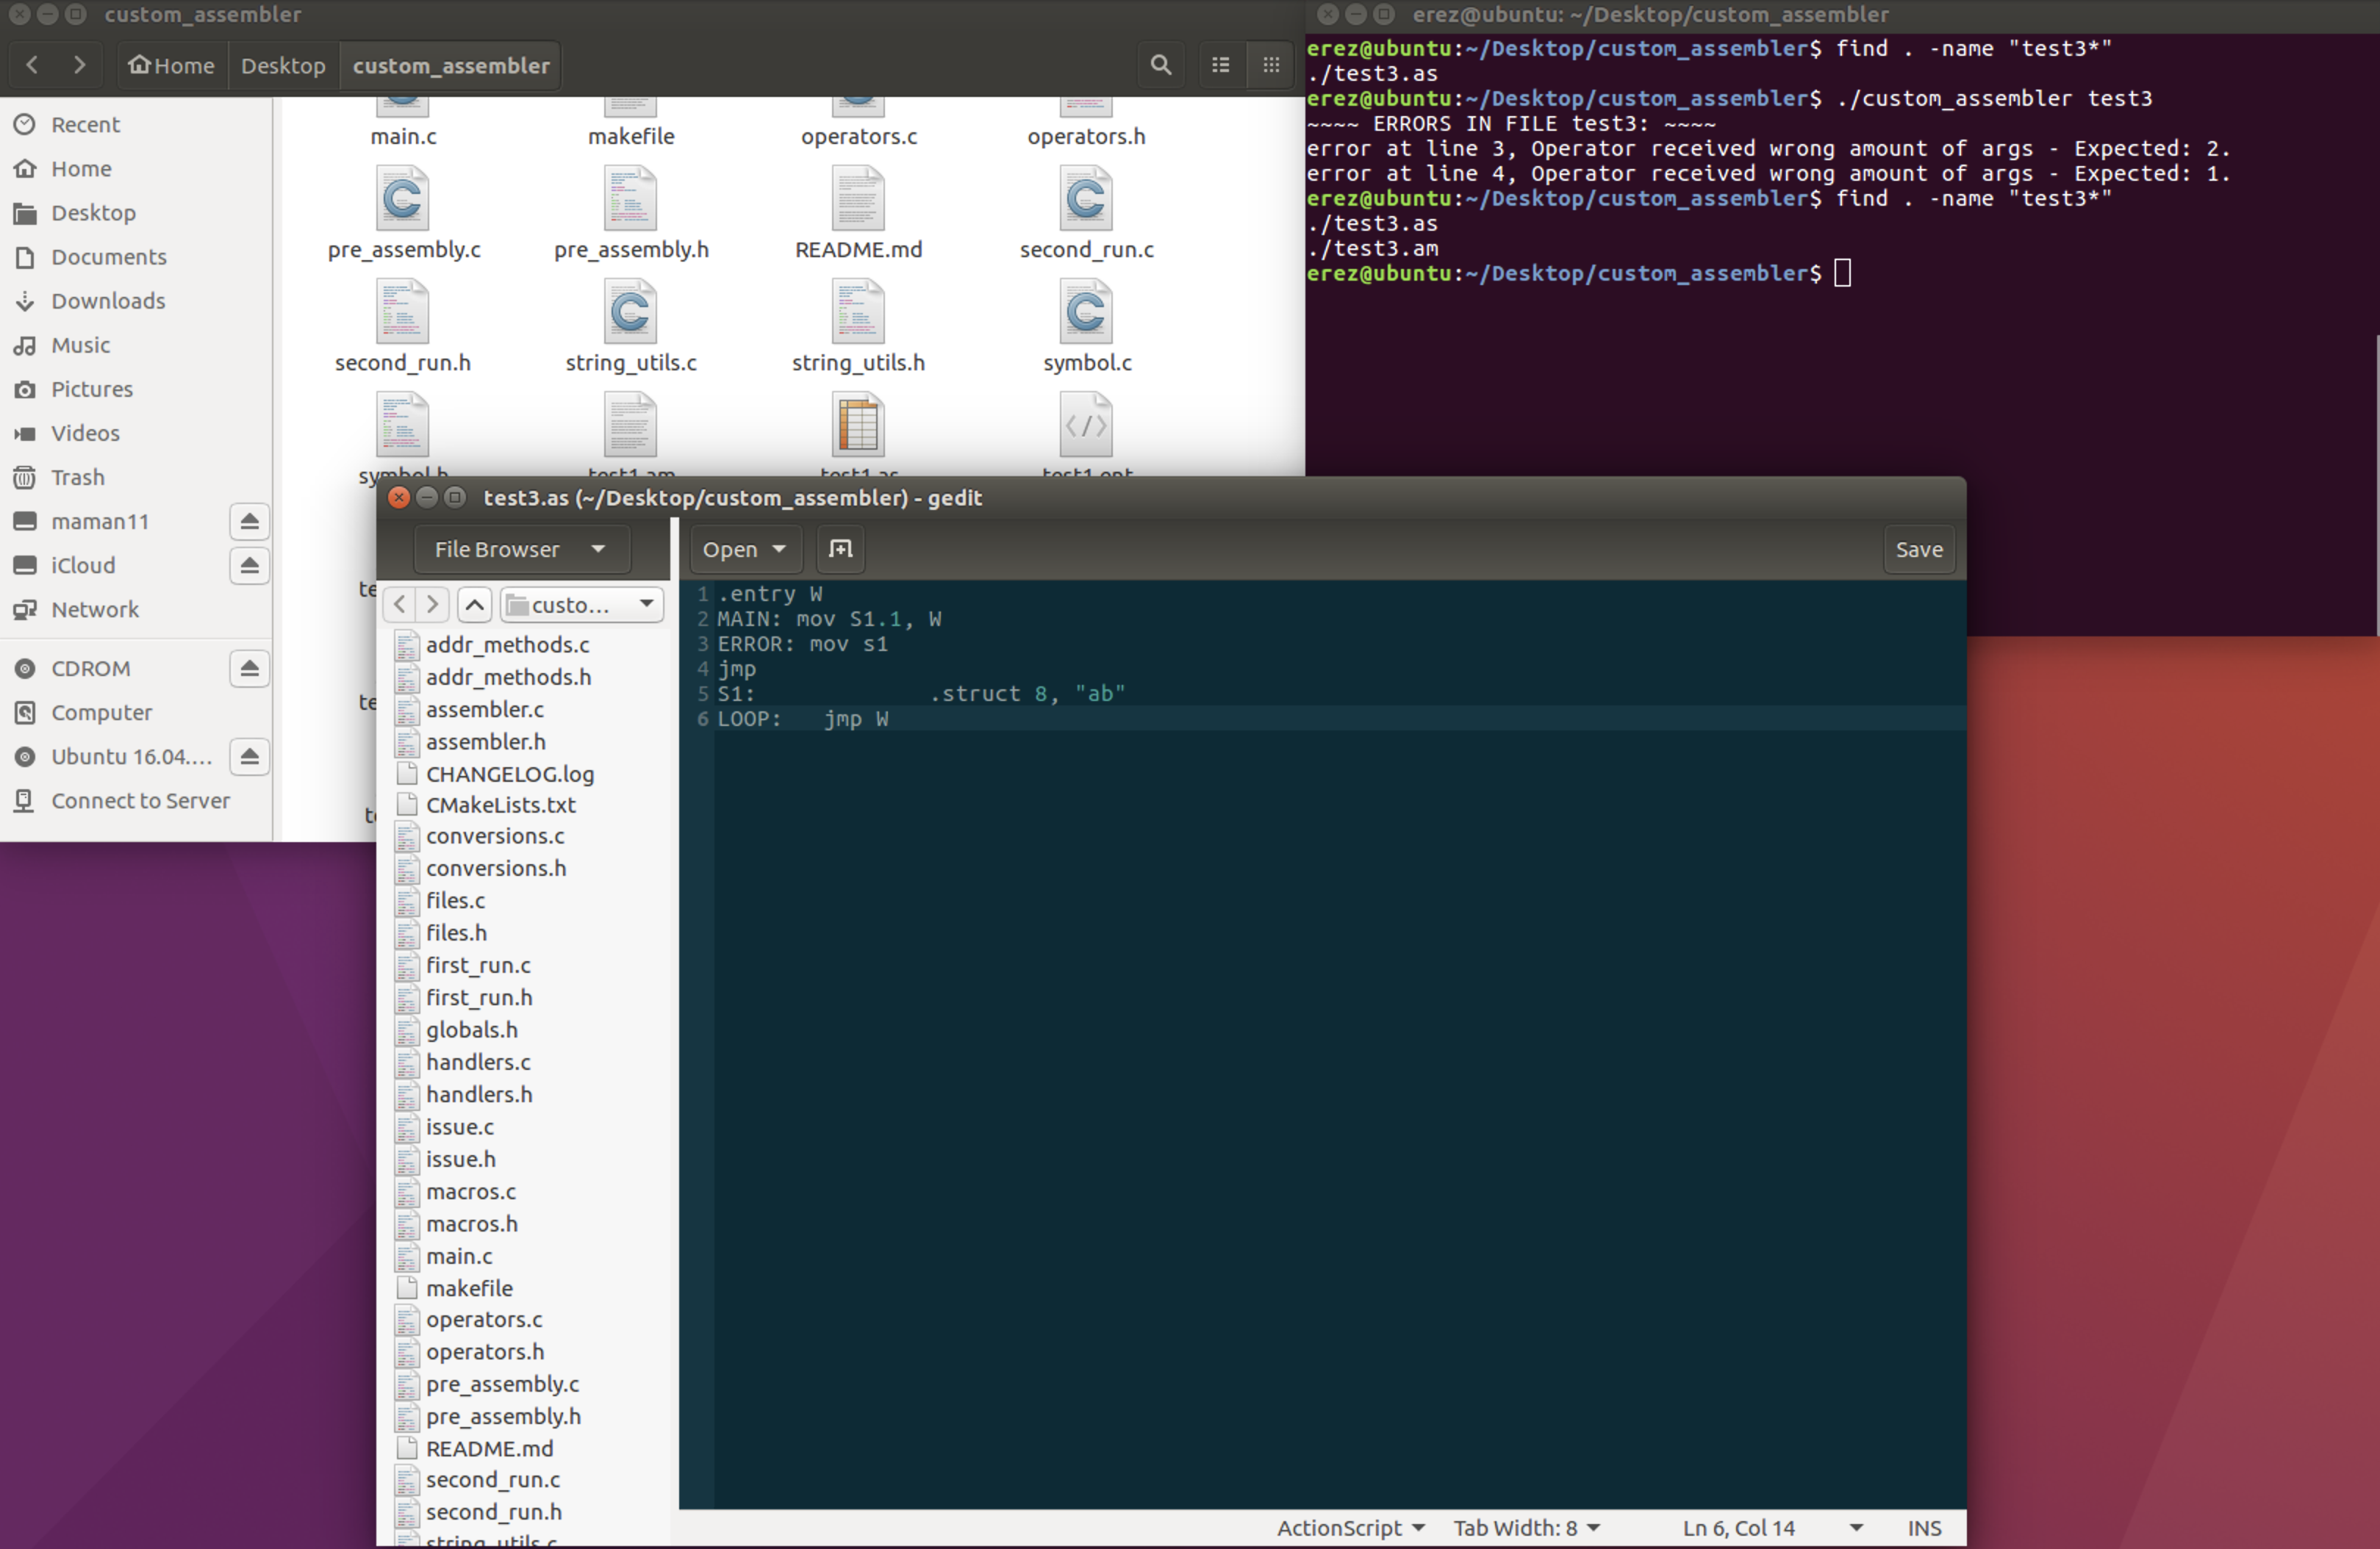 custom_assembler
Home Desktop custom_assembler
Recent
Home
Desktop
Documents
Downloads
Music
Pictures
Videos
Trash
maman11
iCloud
Network
CDROM
Computer
Ubuntu 16.04....
Connect to Server
main.c makefile operators.c operators.h
pre_assembly.c pre_assembly.h README.md second_run.c
second_run.h string_utils.c string_utils.h symbol.c
symbol.h test1.am test1.as test1.ent
erez@ubuntu: ~/Desktop/custom_assembler
erez@ubuntu:~/Desktop/custom_assembler$ find . -name "test3*"
./test3.as
erez@ubuntu:~/Desktop/custom_assembler$ ./custom_assembler test3
~~~~ ERRORS IN FILE test3: ~~~~
error at line 3, Operator received wrong amount of args - Expected: 2.
error at line 4, Operator received wrong amount of args - Expected: 1.
erez@ubuntu:~/Desktop/custom_assembler$ find . -name "test3*"
./test3.as
./test3.am
erez@ubuntu:~/Desktop/custom_assembler$
test3.as (~/Desktop/custom_assembler) - gedit
File Browser Open Save
custo...
addr_methods.c
addr_methods.h
assembler.c
assembler.h
CHANGELOG.log
CMakeLists.txt
conversions.c
conversions.h
files.c
files.h
first_run.c
first_run.h
globals.h
handlers.c
handlers.h
issue.c
issue.h
macros.c
macros.h
main.c
makefile
operators.c
operators.h
pre_assembly.c
pre_assembly.h
README.md
second_run.c
second_run.h
string_utils.c
1 .entry W
2 MAIN: mov S1.1, W
3 ERROR: mov s1
4 jmp
5 S1: .struct 8, "ab"
6 LOOP: jmp W
ActionScript Tab Width: 8 Ln 6, Col 14 INS